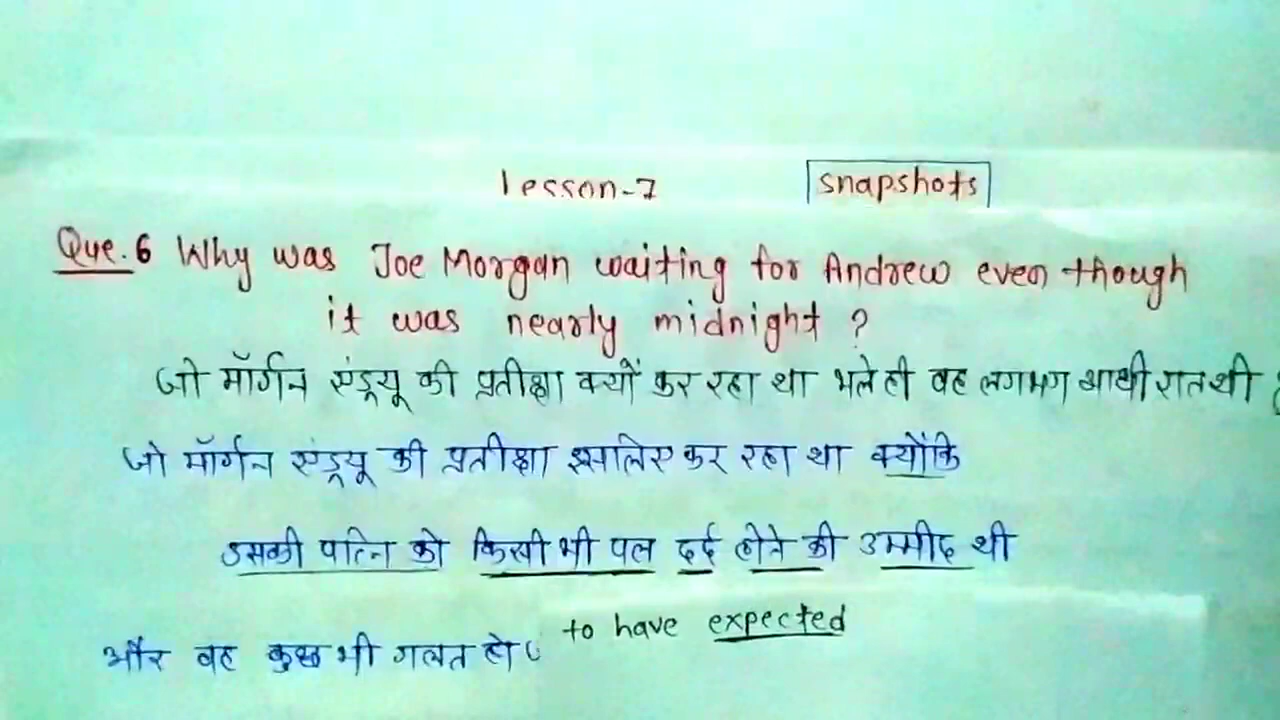 lesson-7 snapshots
Que.6 Why was Joe Morgan waiting for Andrew even though
it was nearly midnight ?
जो मॉर्गन एंड्र्यू की प्रतीक्षा क्यों कर रहा था भले ही वह लगभग आधी रात थी ?
जो मॉर्गन एंड्र्यू की प्रतीक्षा इसलिए कर रहा था क्योंकि
उसकी पत्नि को किसी भी पल दर्द होने की उम्मीद थी
to have expected
और वह कुछ भी गलत हो